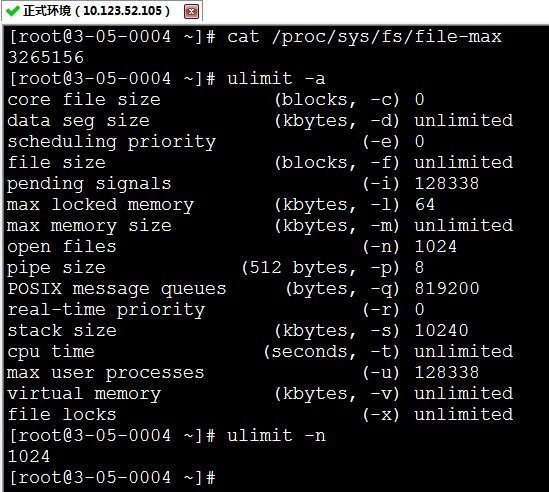 正式环境（10.123.52.105）
[root@3-05-0004 ~]# cat /proc/sys/fs/file-max
3265156
[root@3-05-0004 ~]# ulimit -a
core file size          (blocks, -c) 0
data seg size           (kbytes, -d) unlimited
scheduling priority             (-e) 0
file size               (blocks, -f) unlimited
pending signals                 (-i) 128338
max locked memory       (kbytes, -l) 64
max memory size         (kbytes, -m) unlimited
open files                      (-n) 1024
pipe size            (512 bytes, -p) 8
POSIX message queues     (bytes, -q) 819200
real-time priority              (-r) 0
stack size              (kbytes, -s) 10240
cpu time               (seconds, -t) unlimited
max user processes              (-u) 128338
virtual memory          (kbytes, -v) unlimited
file locks                      (-x) unlimited
[root@3-05-0004 ~]# ulimit -n
1024
[root@3-05-0004 ~]#